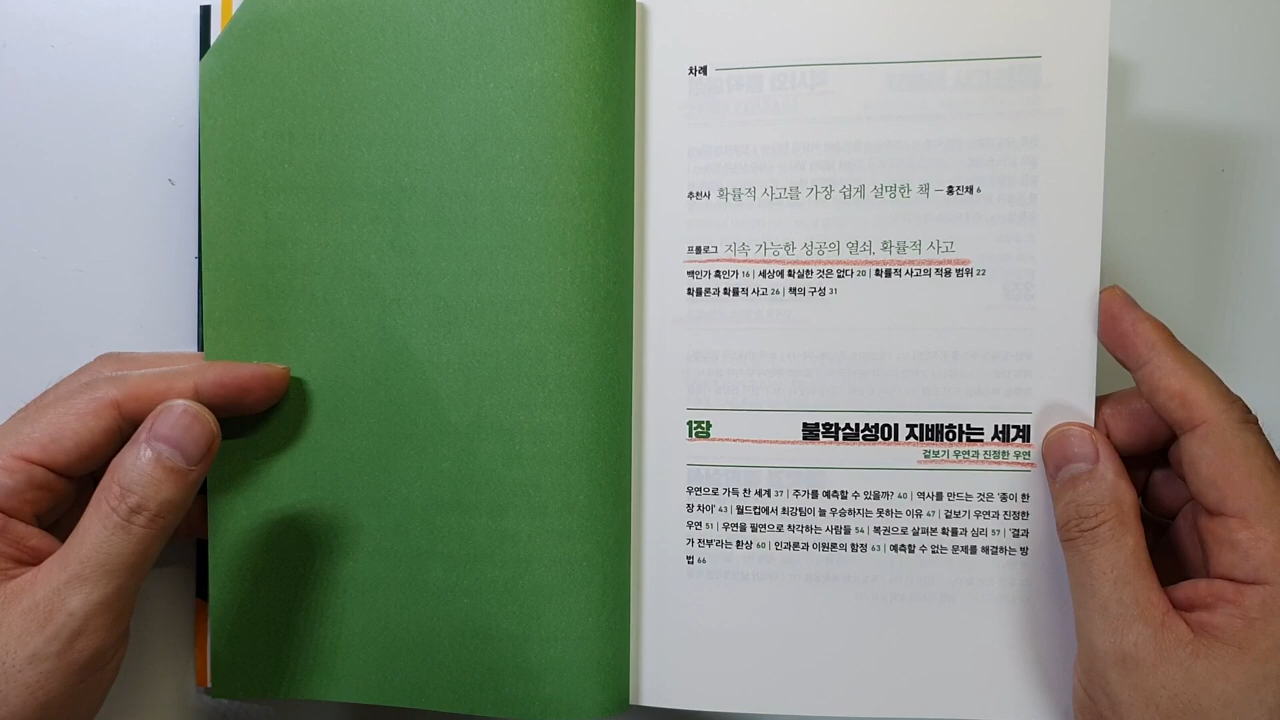 차례
추천사 확률적 사고를 가장 쉽게 설명한 책 – 홍진채 6
프롤로그 지속 가능한 성공의 열쇠, 확률적 사고
백인가 흑인가 16 | 세상에 확실한 것은 없다 20 | 확률적 사고의 적용 범위 22
확률론과 확률적 사고 26 | 책의 구성 31
1장 불확실성이 지배하는 세계
겉보기 우연과 진정한 우연
우연으로 가득 찬 세계 37 | 주가를 예측할 수 있을까? 40 | 역사를 만드는 것은 '종이 한
장 차이' 43 | 월드컵에서 최강팀이 늘 우승하지는 못하는 이유 47 | 겉보기 우연과 진정한
우연 51 | 우연을 필연으로 착각하는 사람들 54 | 복권으로 살펴본 확률과 심리 57 | '결과
가 전부'라는 환상 60 | 인과론과 이원론의 함정 63 | 예측할 수 없는 문제를 해결하는 방
법 66